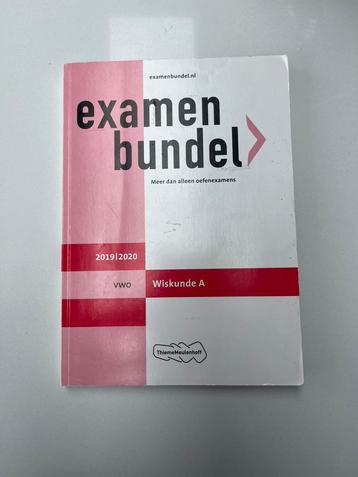 examenbundel.nl
examen
bundel
Meer dan alleen oefenexamens
2019|2020
vwo
Wiskunde A
ThiemeMeulenhoff